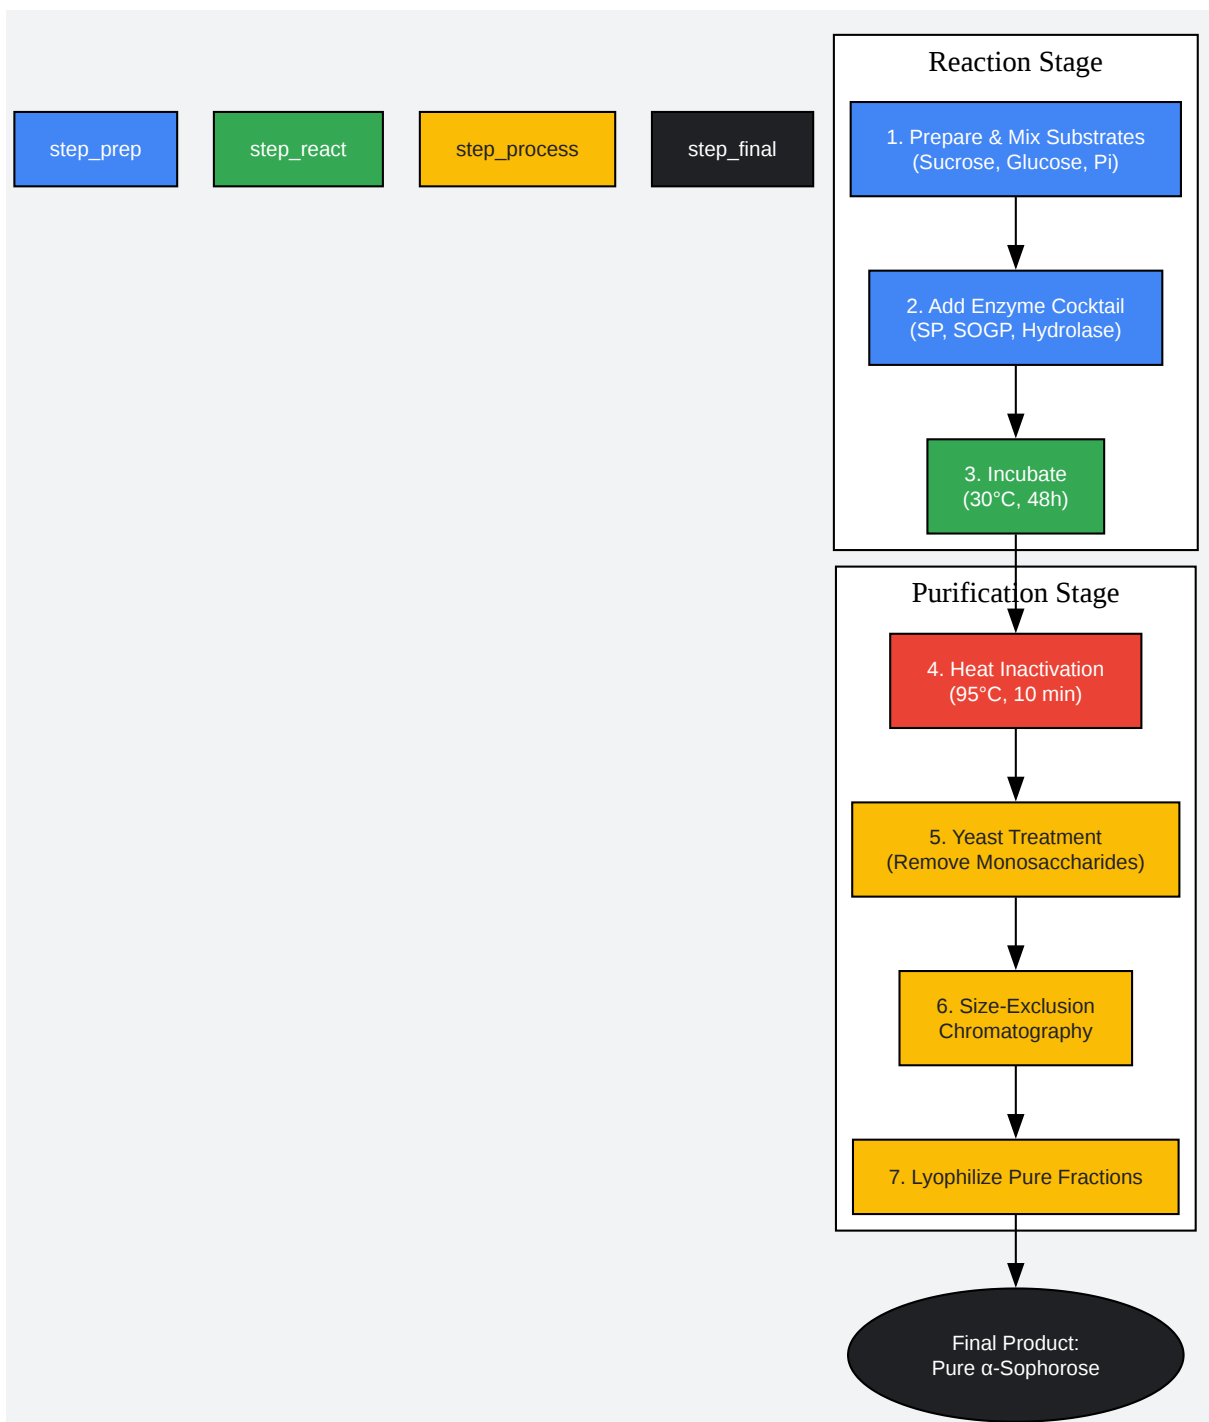 Reaction Stage
step_prep
step_react
step_process
step_final
1. Prepare & Mix Substrates
(Sucrose, Glucose, Pi)
2. Add Enzyme Cocktail
(SP, SOGP, Hydrolase)
3. Incubate
(30°C, 48h)
Purification Stage
4. Heat Inactivation
(95°C, 10 min)
5. Yeast Treatment
(Remove Monosaccharides)
6. Size-Exclusion
Chromatography
7. Lyophilize Pure Fractions
Final Product:
Pure α-Sophorose